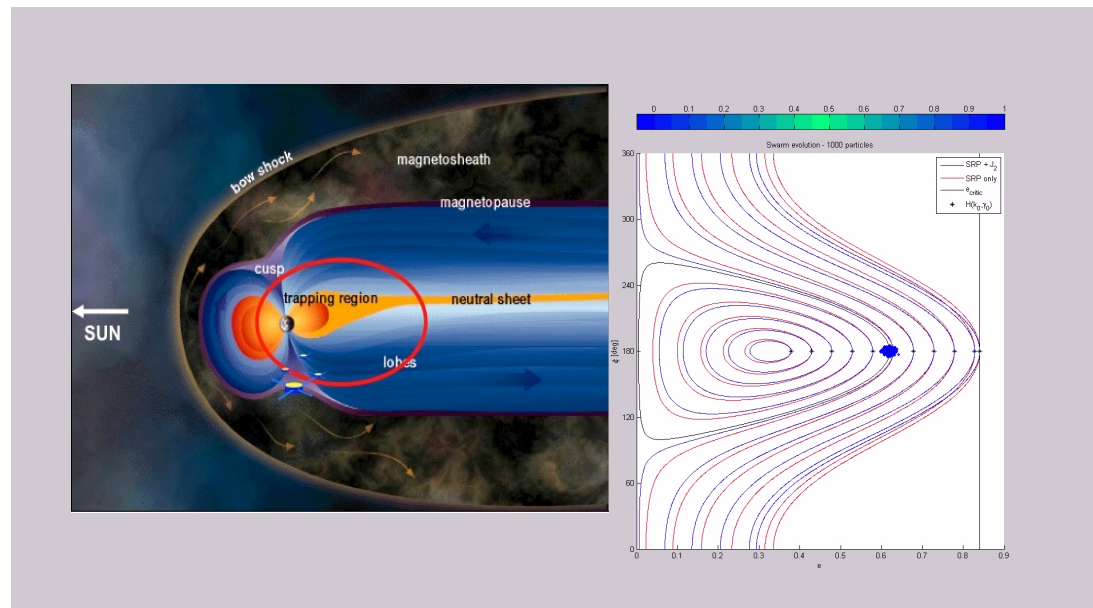 bow shock
magnetosheath
magnetopause
cusp
trapping region
neutral sheet
SUN
lobes
0 0.1 0.2 0.3 0.4 0.5 0.6 0.7 0.8 0.9 1
Swarm evolution - 1000 particles
SRP + J2
SRP only
e critic
H(k0,γ0)
360
300
240
180
120
60
0
ϕ [deg]
0 0.1 0.2 0.3 0.4 0.5 0.6 0.7 0.8 0.9
e